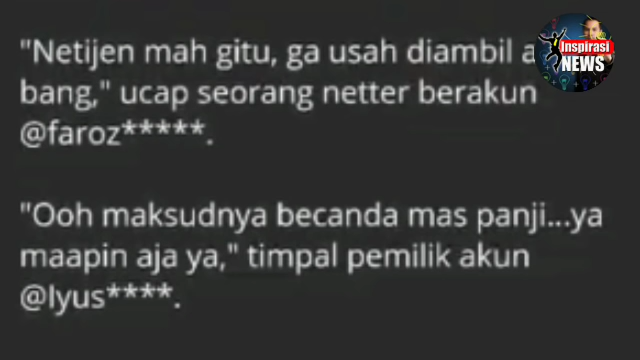 "Netijen mah gitu, ga usah diambil a
bang," ucap seorang netter berakun
@faroz*****.
"Ooh maksudnya becanda mas panji...ya
maapin aja ya," timpal pemilik akun
@lyus****.
Inspirasi
NEWS